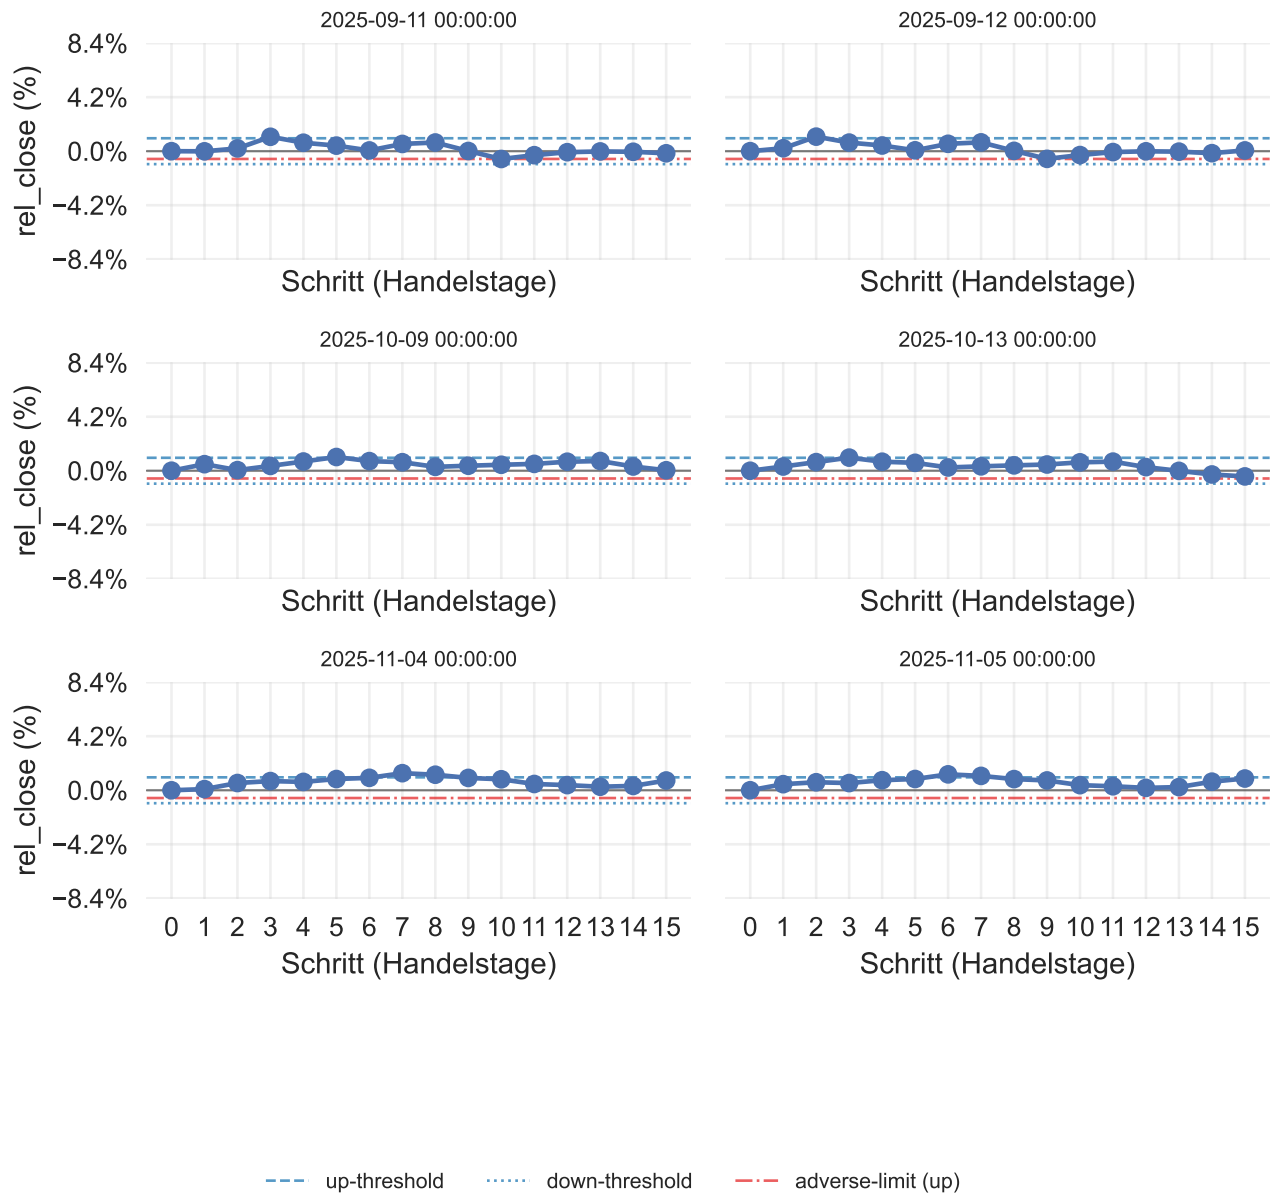 2025-09-11 00:00:00
2025-09-12 00:00:00
8.4%
4.2%
0.0%
−4.2%
−8.4%
rel_close (%)
Schritt (Handelstage)
Schritt (Handelstage)
2025-10-09 00:00:00
2025-10-13 00:00:00
8.4%
4.2%
0.0%
−4.2%
−8.4%
rel_close (%)
Schritt (Handelstage)
Schritt (Handelstage)
2025-11-04 00:00:00
2025-11-05 00:00:00
8.4%
4.2%
0.0%
−4.2%
−8.4%
rel_close (%)
0 1 2 3 4 5 6 7 8 9 10 11 12 13 14 15
0 1 2 3 4 5 6 7 8 9 10 11 12 13 14 15
Schritt (Handelstage)
Schritt (Handelstage)
up-threshold down-threshold adverse-limit (up)